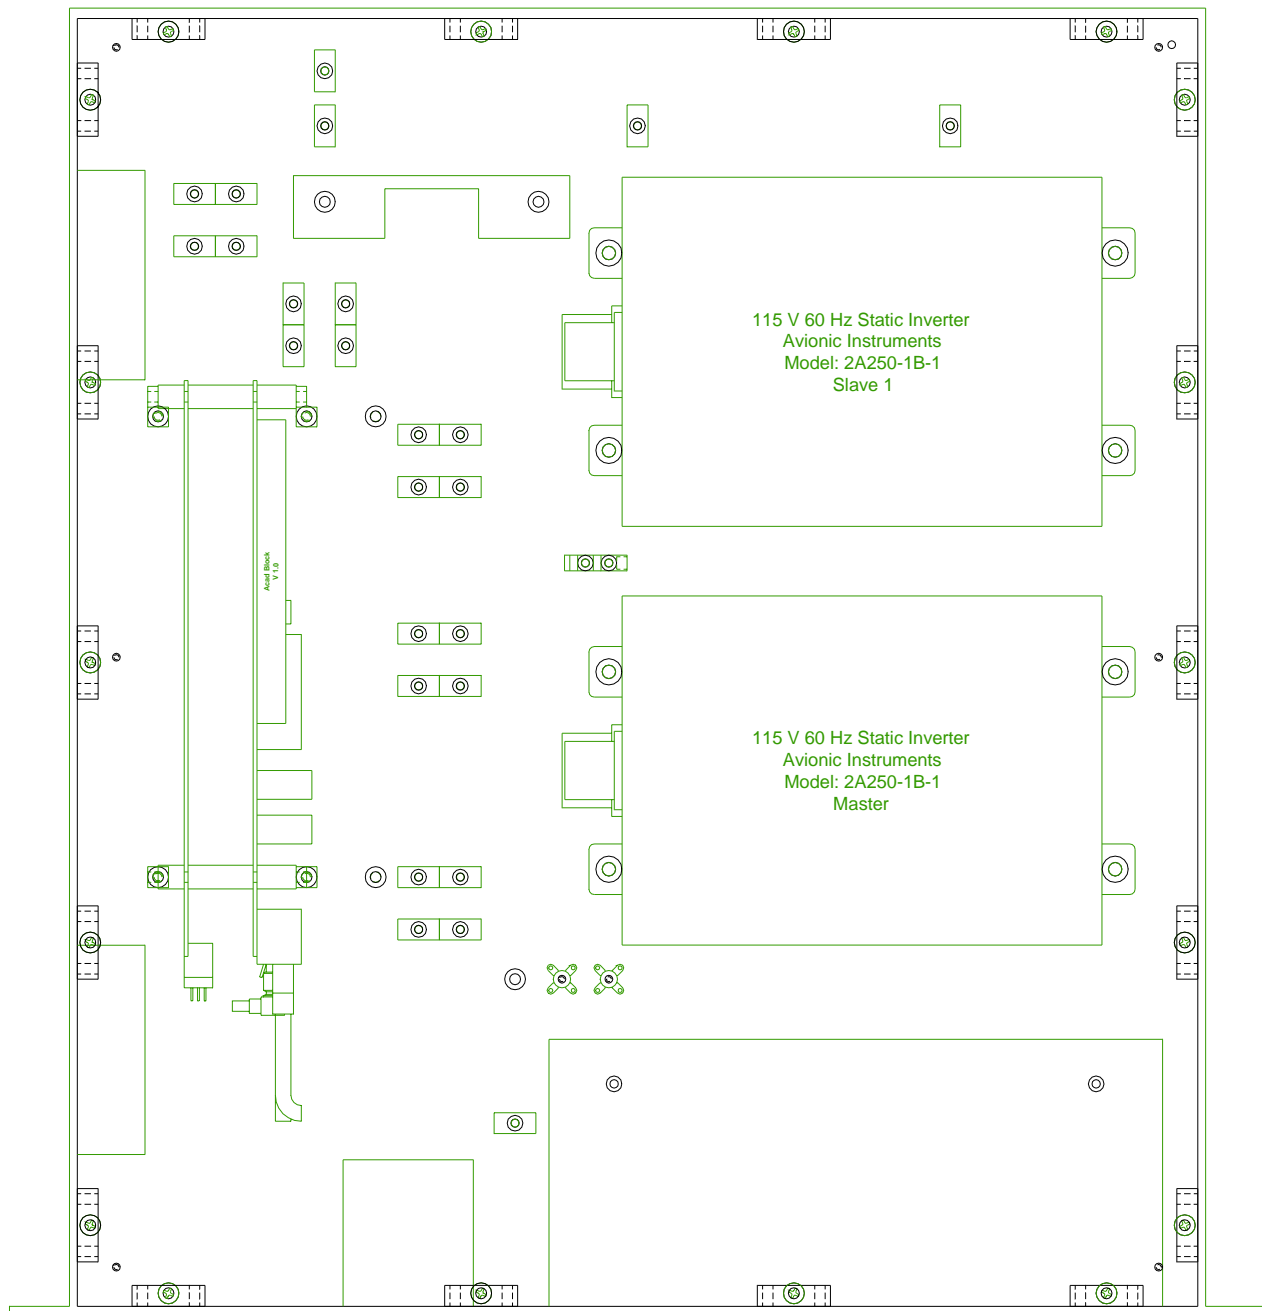 115 V 60 Hz Static Inverter
Avionic Instruments
Model: 2A250-1B-1
Slave 1
Acad Block
V 1.0
115 V 60 Hz Static Inverter
Avionic Instruments
Model: 2A250-1B-1
Master